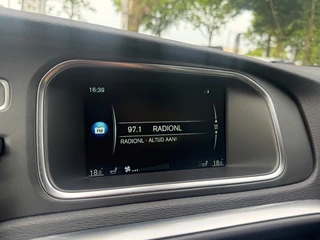 16:39
FM
97.1 RADIONL
RADIONL - ALTIJD AAN!
18.0 18.0